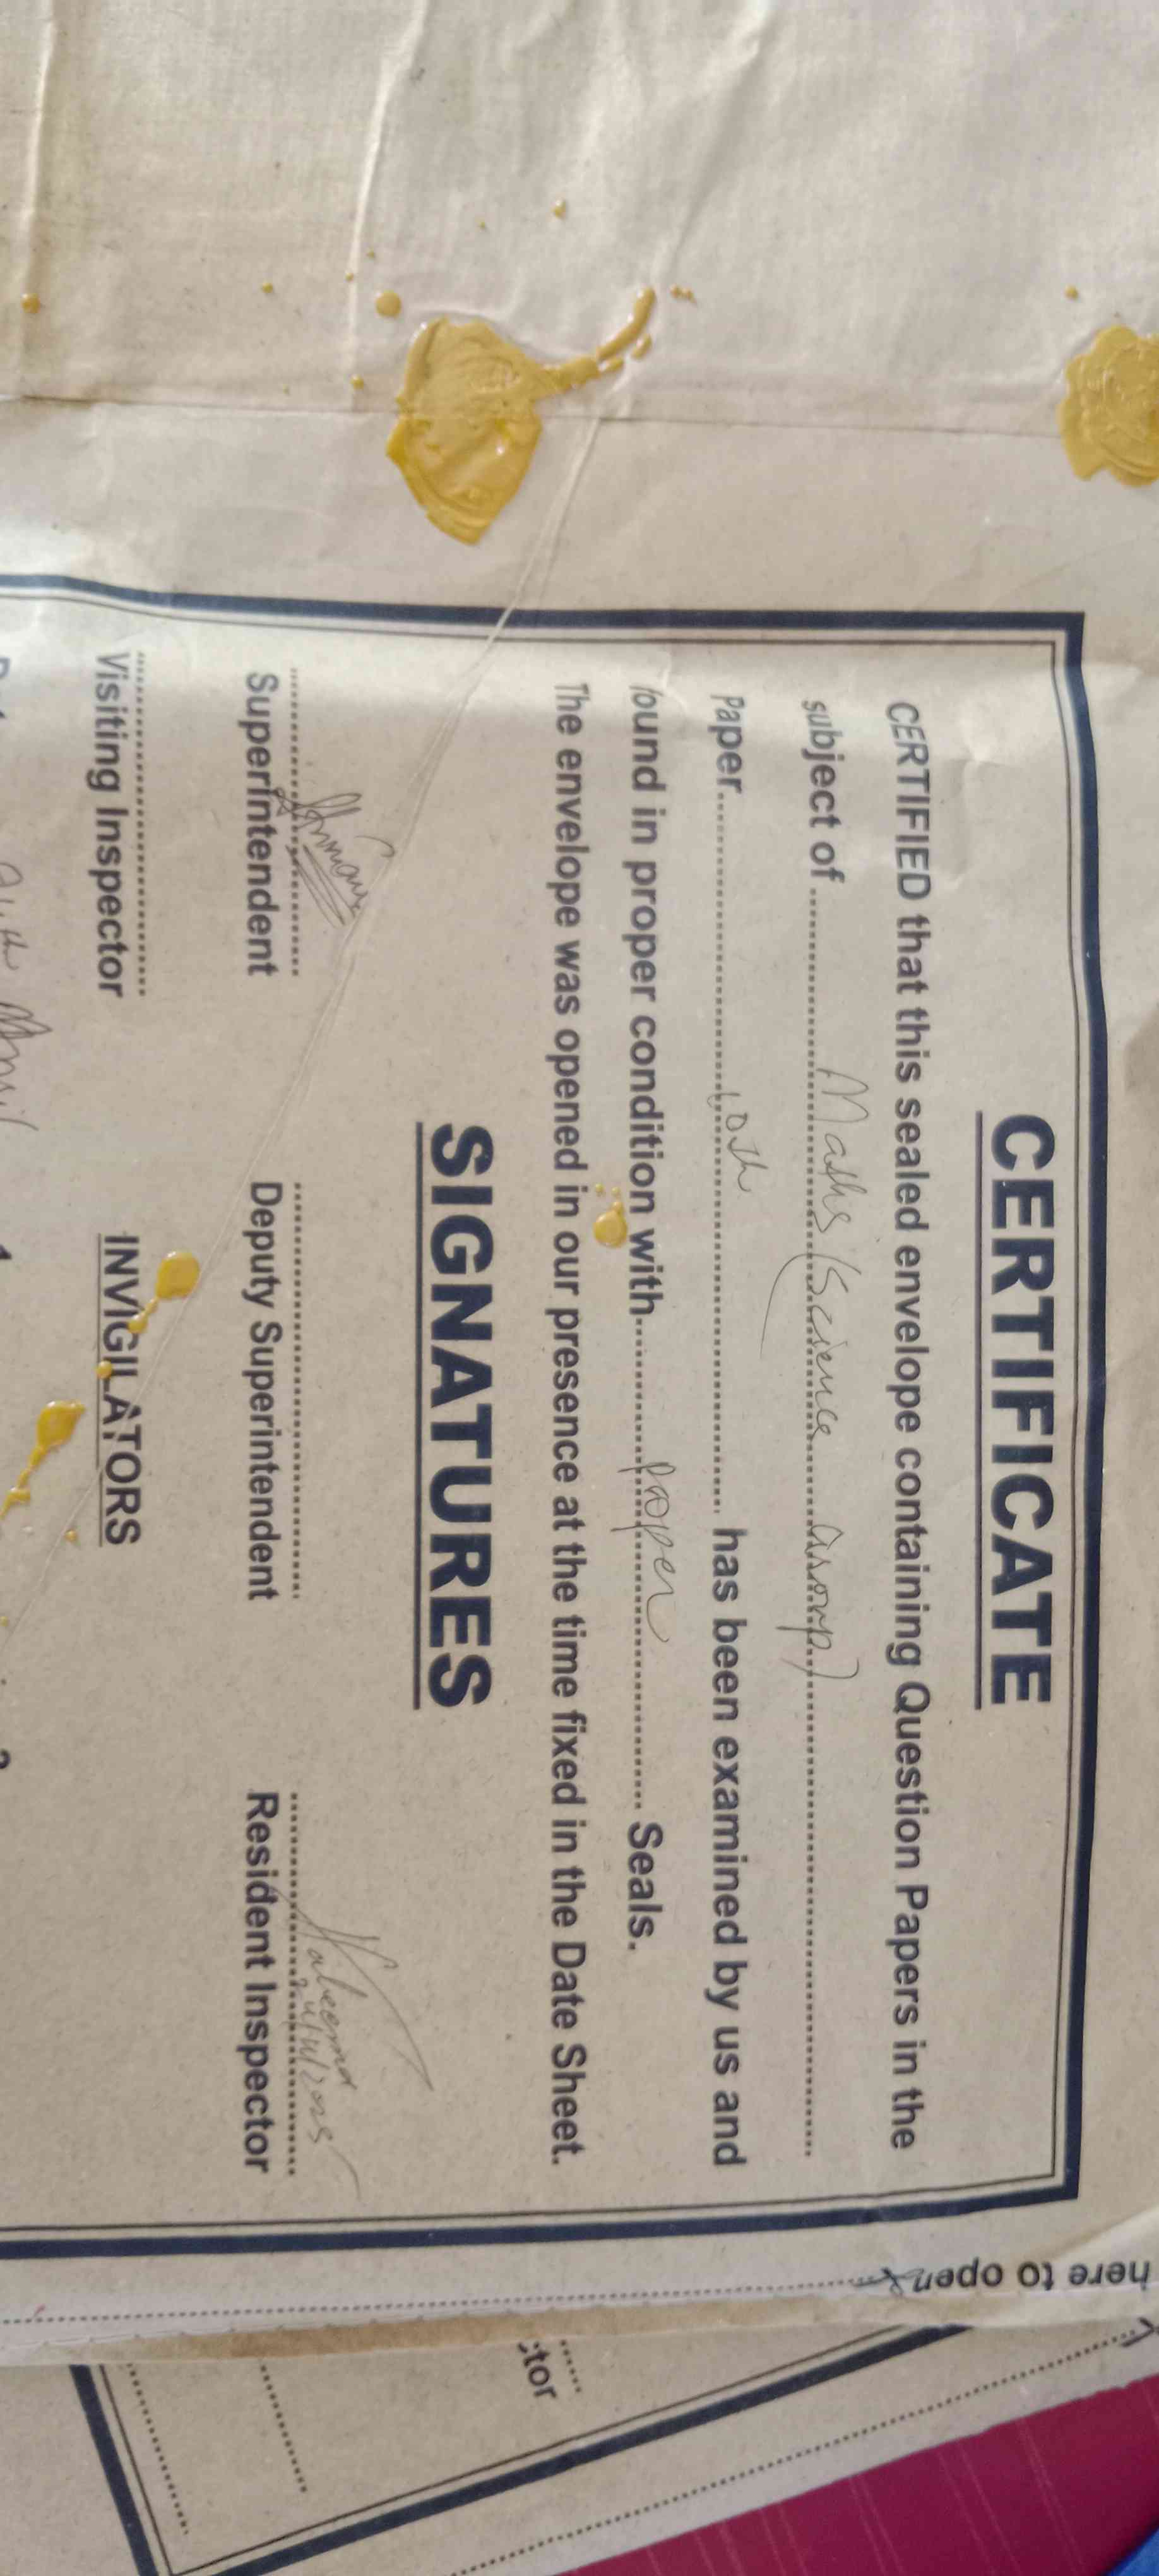 CERTIFICATE
CERTIFIED that this sealed envelope containing Question Papers in the
subject of Maths (Science Group)
Paper 10th has been examined by us and
found in proper condition with proper Seals.
The envelope was opened in our presence at the time fixed in the Date Sheet.
SIGNATURES
Superintendent Deputy Superintendent Resident Inspector
Visiting Inspector INVIGILATORS
here to open
ctor